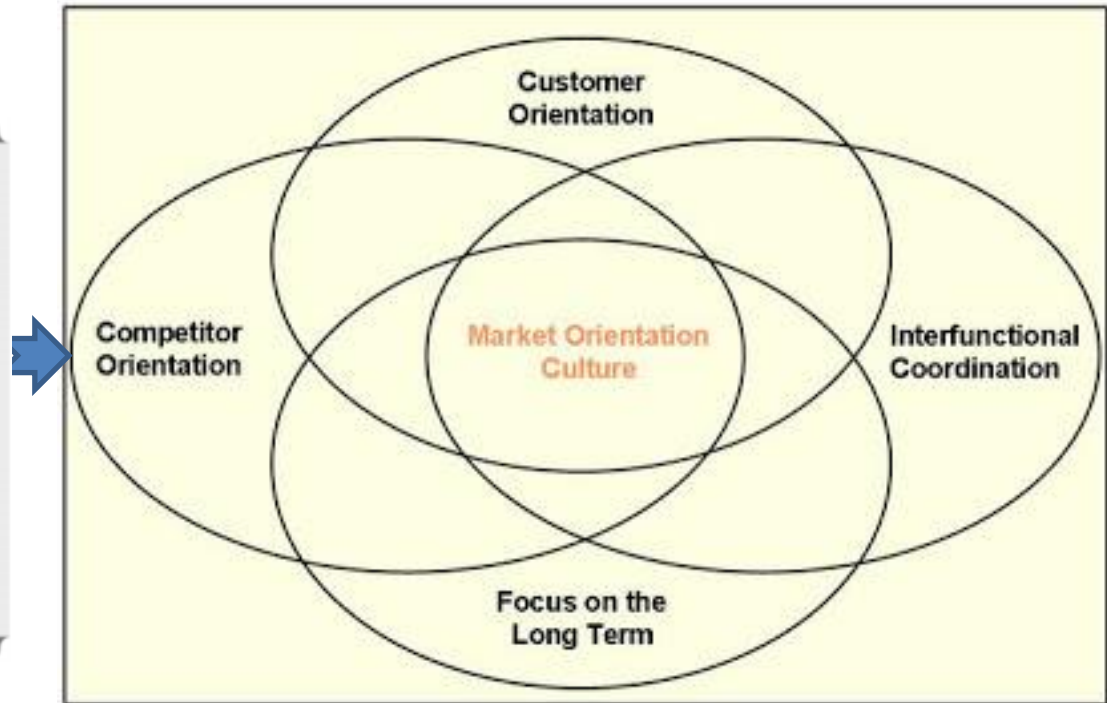 Customer
Orientation
Competitor
Orientation
Market Orientation
Culture
Interfunctional
Coordination
Focus on the
Long Term